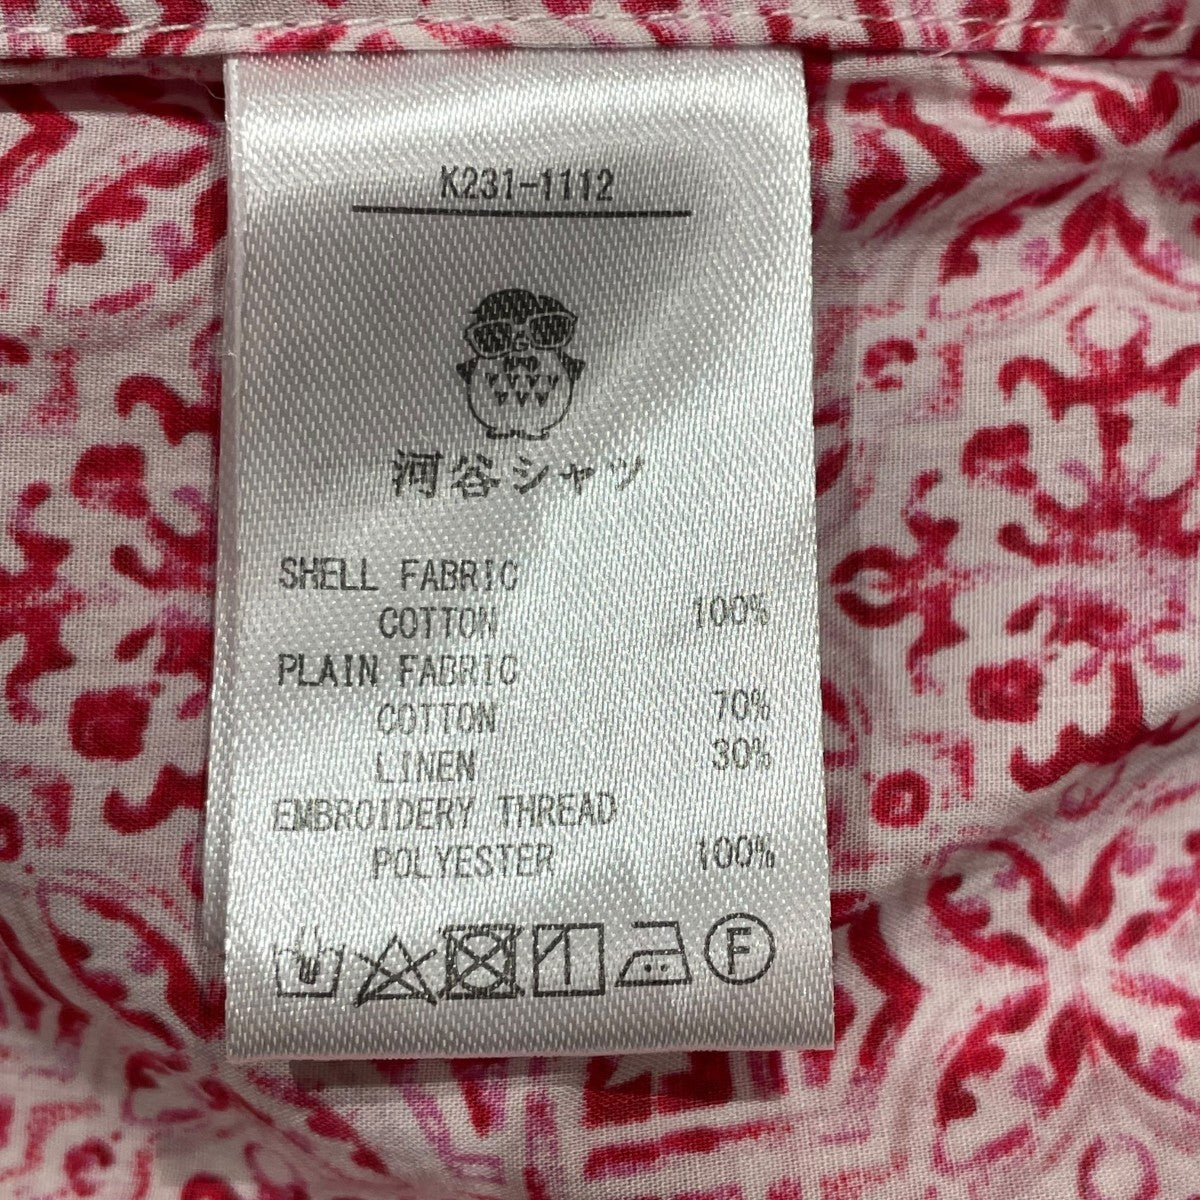 K231-1112
河谷シャツ
SHELL FABRIC
COTTON 100%
PLAIN FABRIC
COTTON 70%
LINEN 30%
EMBROIDERY THREAD
POLYESTER 100%
F